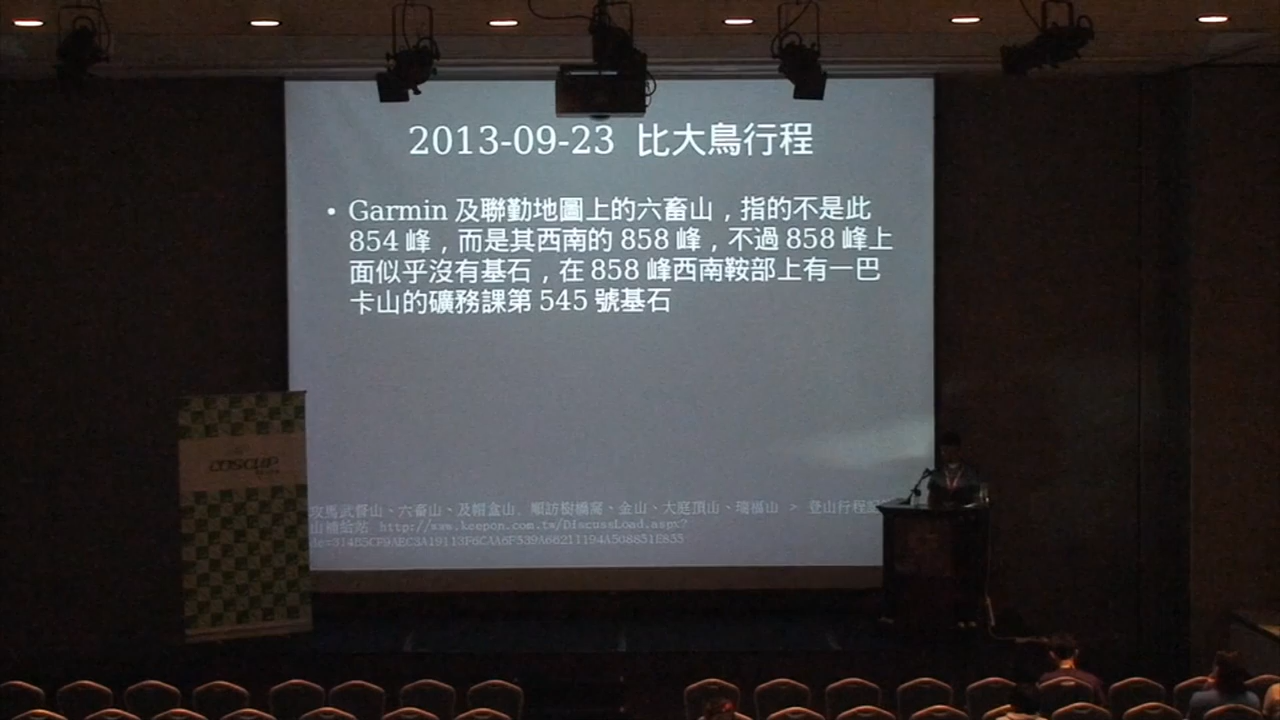 2013-09-23 比大鳥行程
• Garmin 及聯勤地圖上的六畜山，指的不是此
854 峰，而是其西南的 858 峰，不過 858 峰上
面似乎沒有基石，在 858 峰西南鞍部上有一巴
卡山的礦務課第 545 號基石
COSCUP
攻馬武督山、六畜山、及帽盒山 順訪樹橋窩、金山、大庭頂山、瑞福山 > 登山行程
http://www.keepon.com.tw/DiscussLoad.aspx?